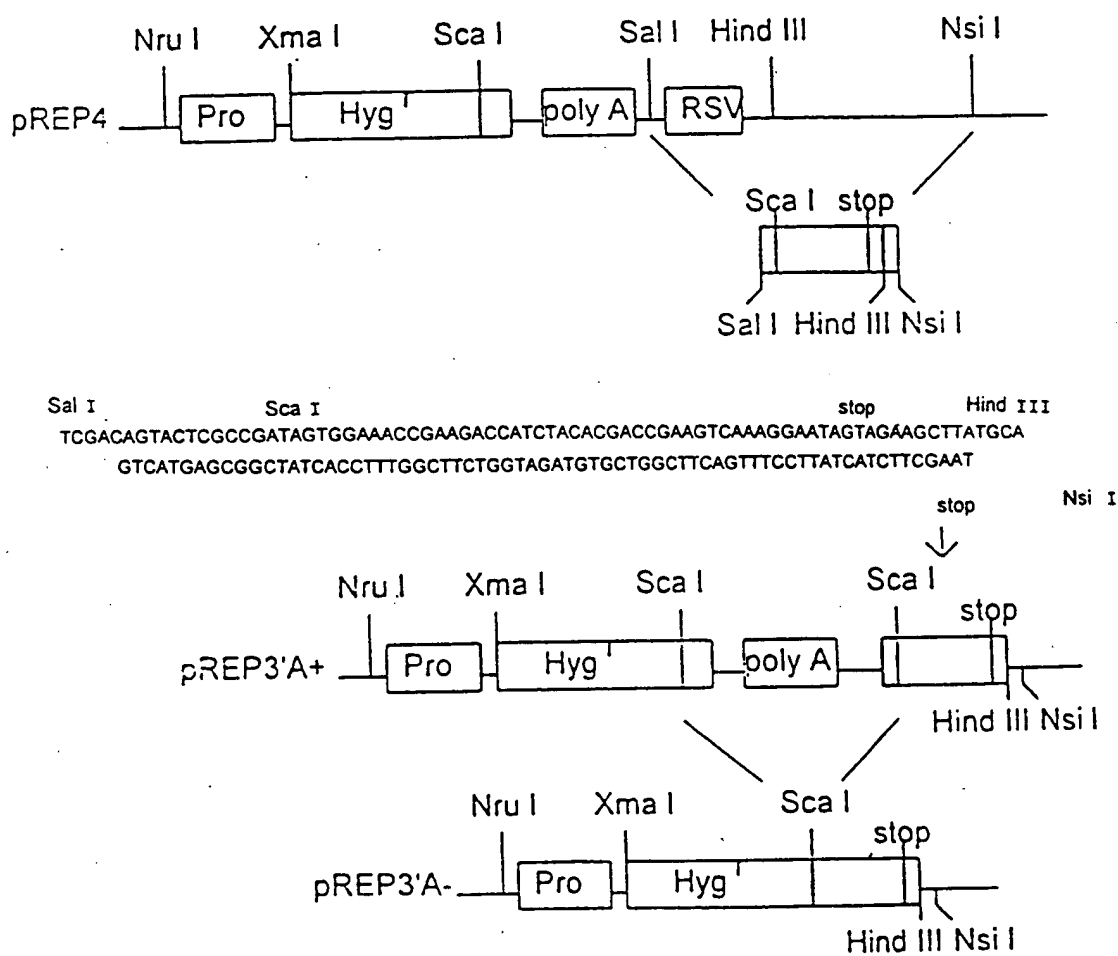 Nru I Xma I Sca I Sal I Hind III Nsi I
pREP4 Pro Hyg' poly A RSV
Sca I stop
Sal I Hind III Nsi I
Sal I Sca I stop Hind III
TCGACAGTACTCGCCGATAGTGGAAACCGAAGACCATCTACACGACCGAAGTCAAAGGAATAGTAGAAGCTTATGCA
GTCATGAGCGGCTATCACCTTTGGCTTCTGGTAGATGTGCTGGCTTCAGTTTCCTTATCATCTTCGAAT
stop Nsi I
Nru I Xma I Sca I Sca I stop
pREP3'A+ Pro Hyg' poly A
Hind III Nsi I
Nru I Xma I Sca I stop
pREP3'A- Pro Hyg'
Hind III Nsi I